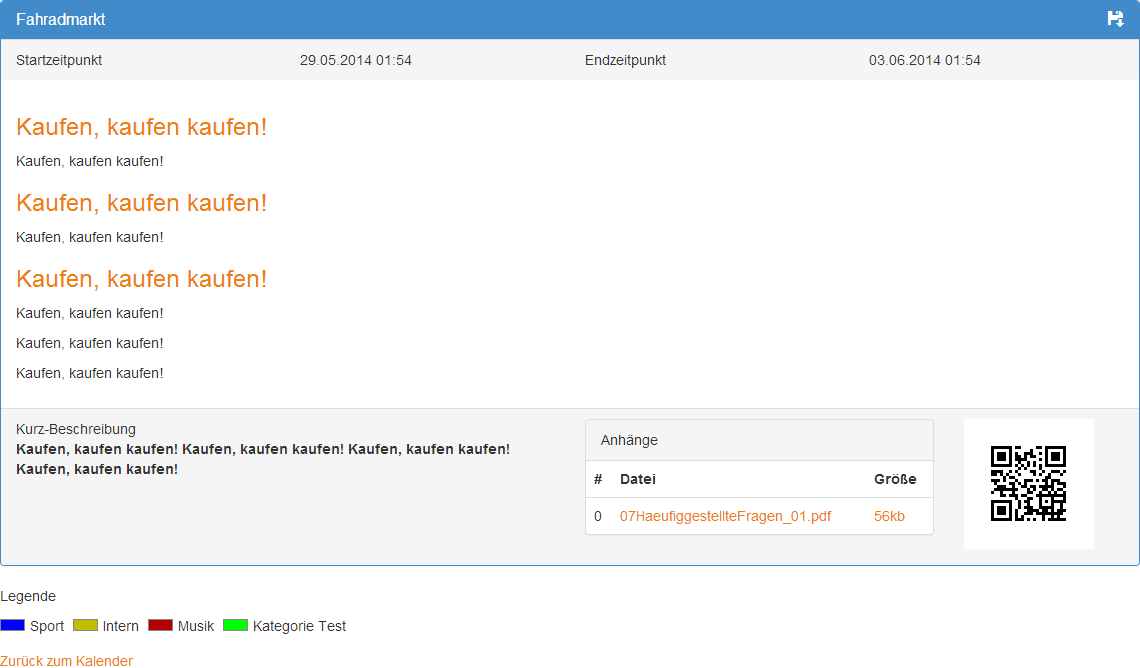 Fahradmarkt
Startzeitpunkt 29.05.2014 01:54 Endzeitpunkt 03.06.2014 01:54
Kaufen, kaufen kaufen!
Kaufen, kaufen kaufen!
Kaufen, kaufen kaufen!
Kaufen, kaufen kaufen!
Kaufen, kaufen kaufen!
Kaufen, kaufen kaufen!
Kaufen, kaufen kaufen!
Kaufen, kaufen kaufen!
Kurz-Beschreibung
Kaufen, kaufen kaufen! Kaufen, kaufen kaufen! Kaufen, kaufen kaufen!
Kaufen, kaufen kaufen!
Anhänge
# Datei Größe
0 07HaeufiggestellteFragen_01.pdf 56kb
Legende
Sport Intern Musik Kategorie Test
Zurück zum Kalender